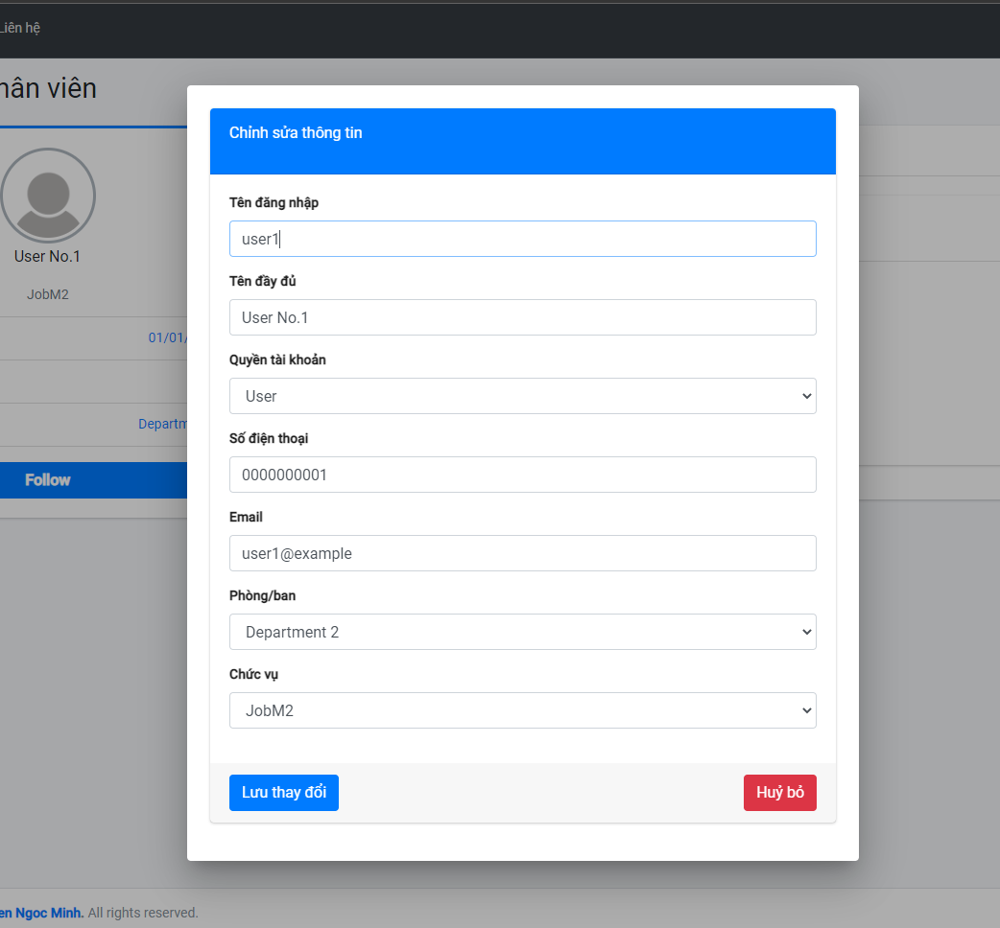 Liên hệ
hân viên
User No.1
JobM2
01/01/
Departm
Follow
Chỉnh sửa thông tin
Tên đăng nhập
user1
Tên đầy đủ
User No.1
Quyền tài khoản
User
Số điện thoại
0000000001
Email
user1@example
Phòng/ban
Department 2
Chức vụ
JobM2
Lưu thay đổi
Huỷ bỏ
en Ngoc Minh. All rights reserved.